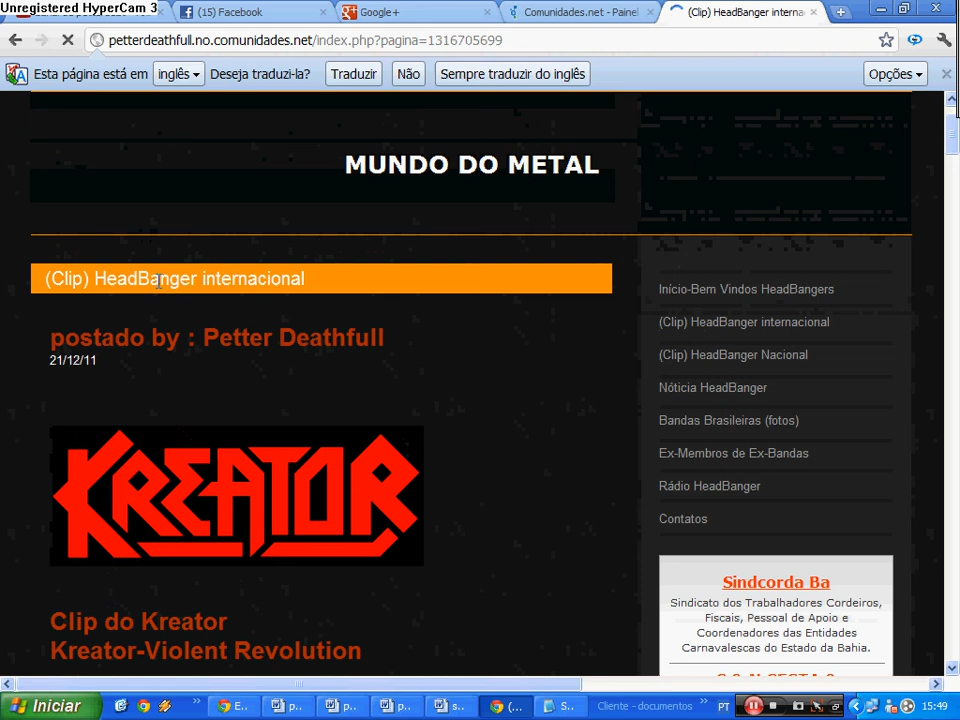 Unregistered HyperCam 3
(15) Facebook
Google+
Comunidades.net - Painel
(Clip) HeadBanger interna
petterdeathfull.no.comunidades.net/index.php?pagina=1316705699
Esta página está em inglês Deseja traduzi-la? Traduzir Não Sempre traduzir do inglês Opções
MUNDO DO METAL
(Clip) HeadBanger internacional
postado by : Petter Deathfull
21/12/11
KREATOR
Clip do Kreator
Kreator-Violent Revolution
Início-Bem Vindos HeadBangers
(Clip) HeadBanger internacional
(Clip) HeadBanger Nacional
Nóticia HeadBanger
Bandas Brasileiras (fotos)
Ex-Membros de Ex-Bandas
Rádio HeadBanger
Contatos
Sindcorda Ba
Sindicato dos Trabalhadores Cordeiros,
Fiscais, Pessoal de Apoio e
Coordenadores das Entidades
Carnavalescas do Estado da Bahia.
Iniciar E... p... p... p... s... (... S... Cliente - documentos PT 15:49